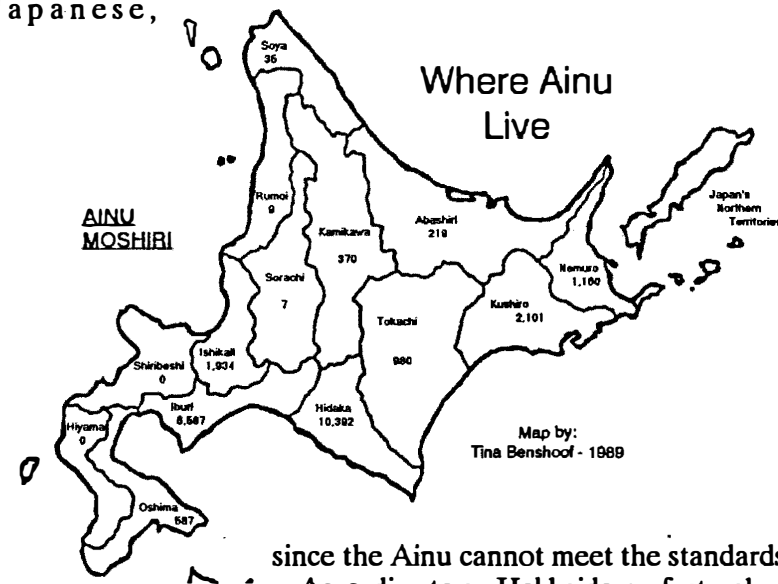 apanese,
Where Ainu
Live
AINU
MOSHIRI
Soya
35
Rumoi
9
Kamikawa
370
Abashiri
219
Japan's
Northern
Territories
Nemuro
1,160
Sorachi
7
Kushiro
2,101
Tokachi
980
Shiribeshi
0
Ishikari
1,934
Iburi
6,587
Hidaka
10,392
Hiyama
0
Oshima
587
Map by:
Tina Benshoof - 1989
since the Ainu cannot meet the standards